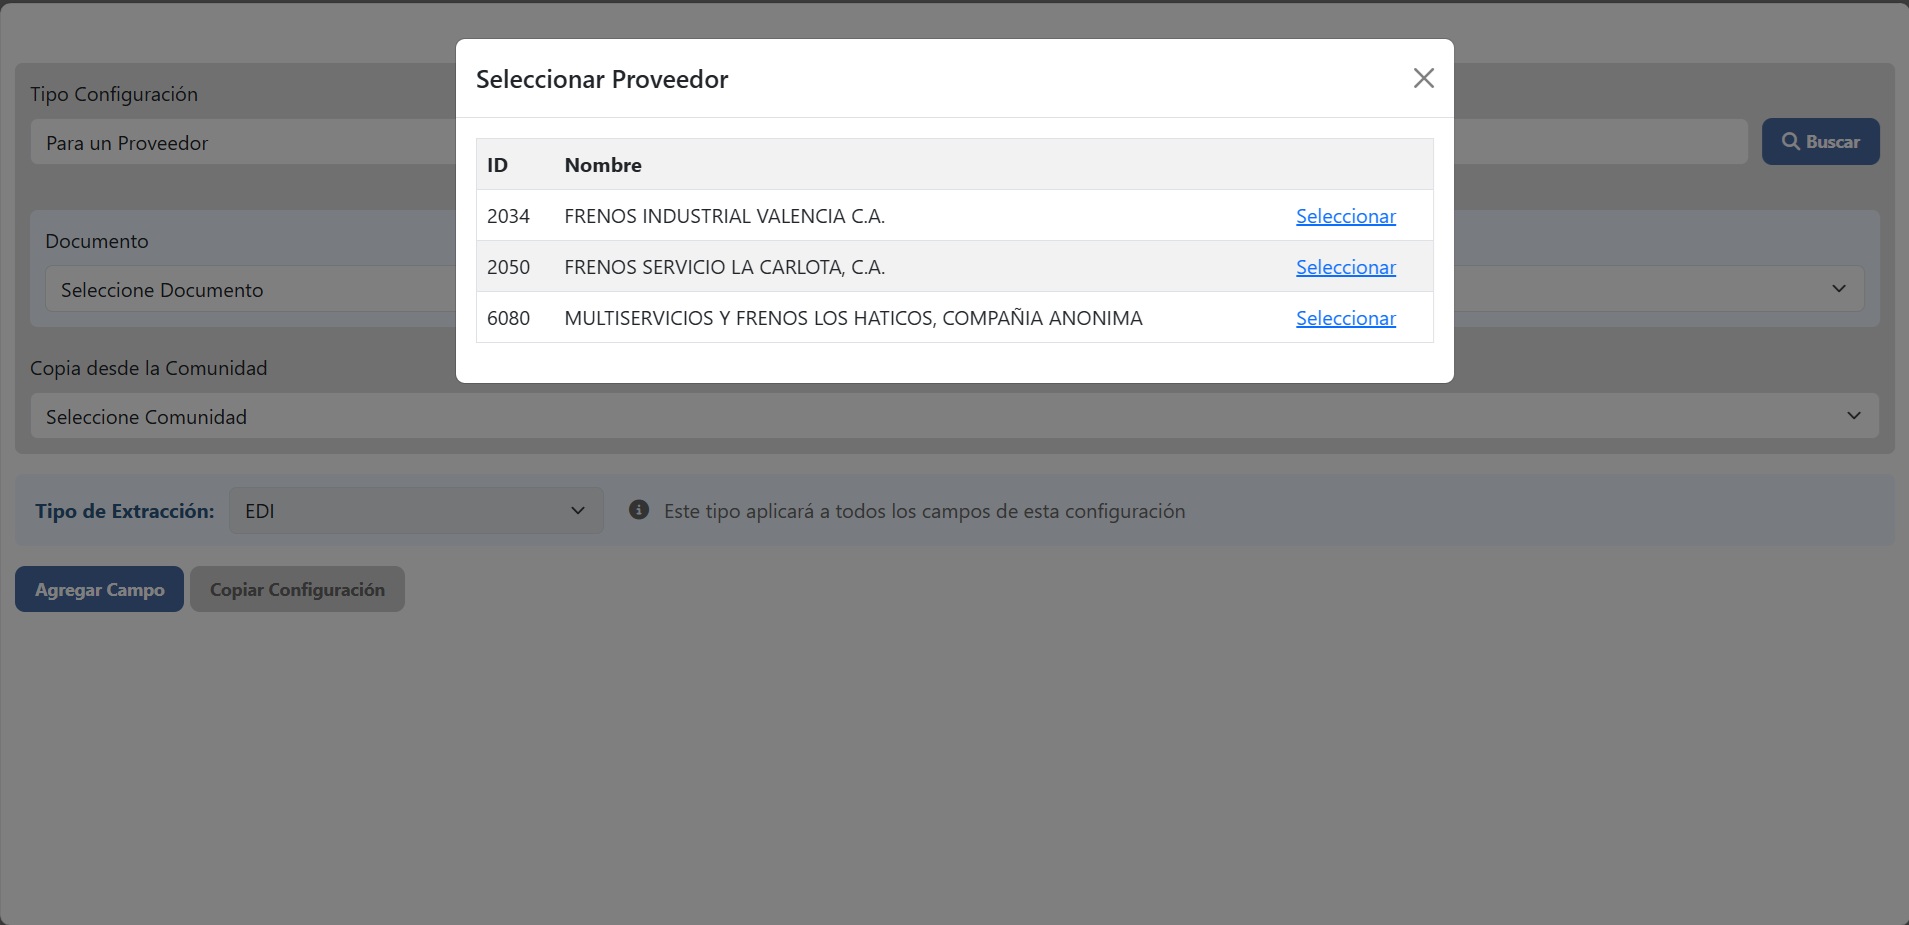 Seleccionar Proveedor
ID Nombre
2034 FRENOS INDUSTRIAL VALENCIA C.A. Seleccionar
2050 FRENOS SERVICIO LA CARLOTA, C.A. Seleccionar
6080 MULTISERVICIOS Y FRENOS LOS HATICOS, COMPAÑIA ANONIMA Seleccionar
Tipo Configuración
Para un Proveedor
Buscar
Documento
Seleccione Documento
Copia desde la Comunidad
Seleccione Comunidad
Tipo de Extracción: EDI Este tipo aplicará a todos los campos de esta configuración
Agregar Campo Copiar Configuración